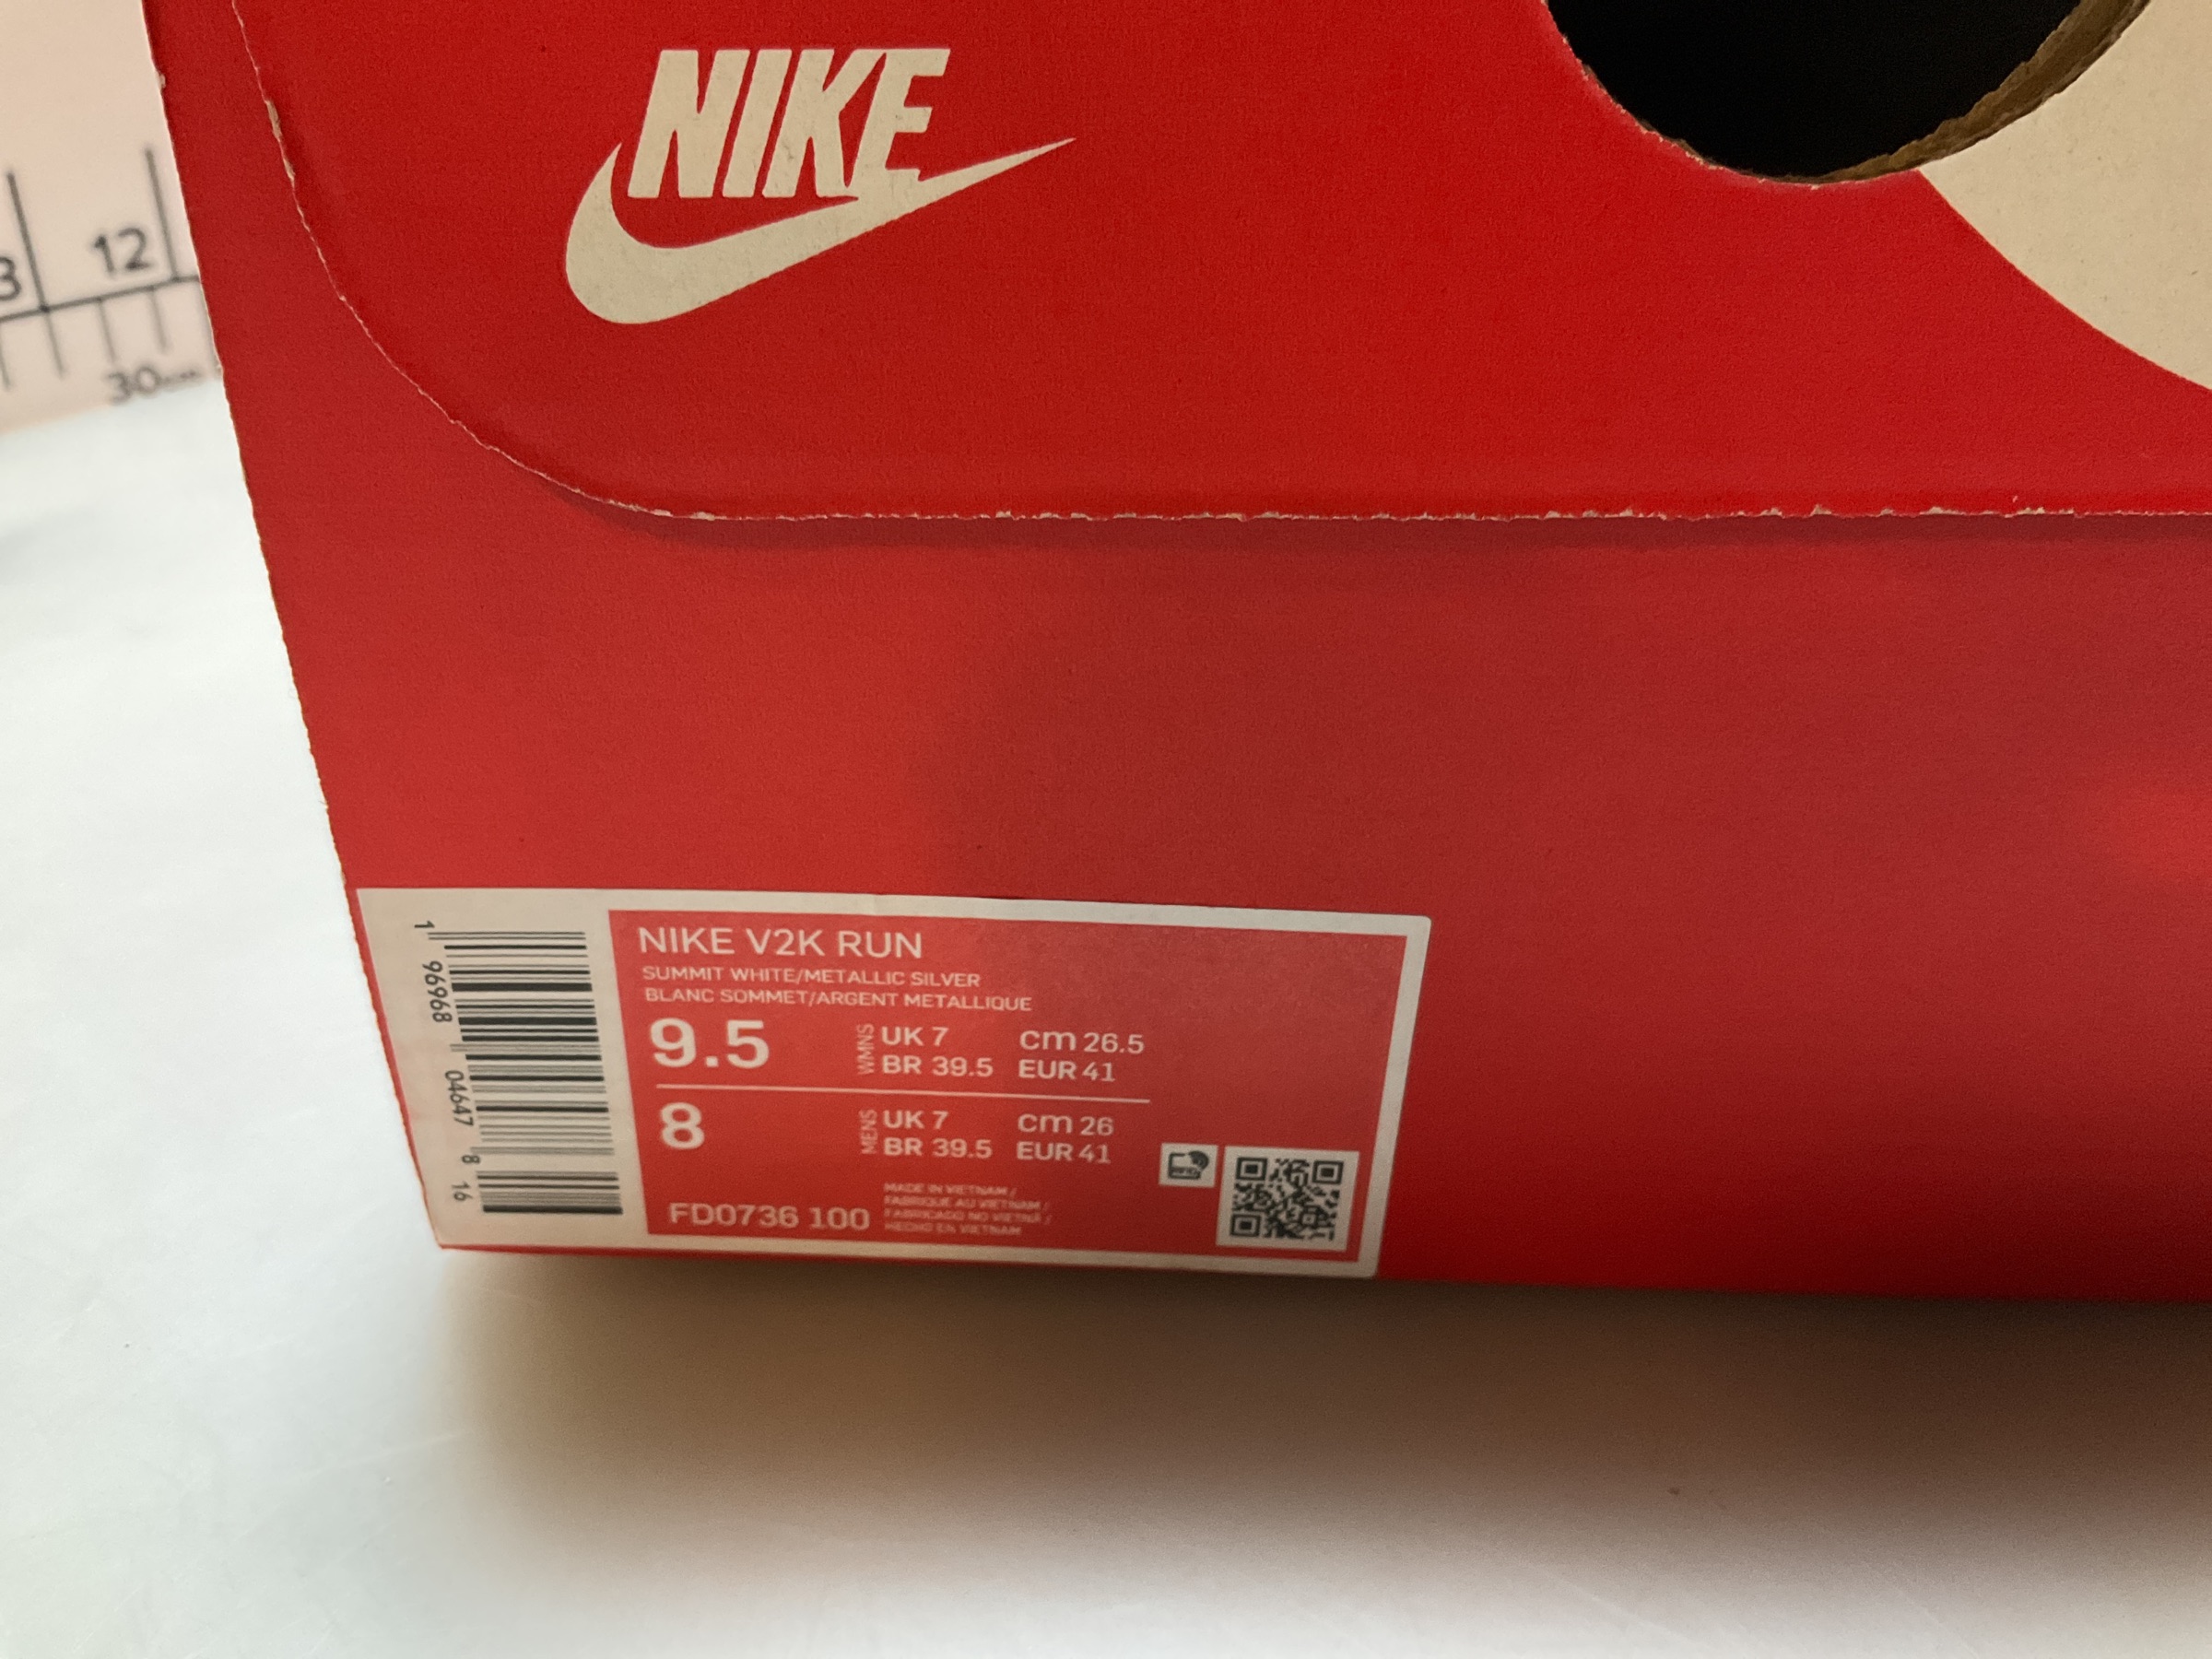 NIKE
3 12
30cm
NIKE V2K RUN
SUMMIT WHITE/METALLIC SILVER
BLANC SOMMET/ARGENT METALLIQUE
9.5 WMNS UK 7 cm 26.5
BR 39.5 EUR 41
8 MENS UK 7 cm 26
BR 39.5 EUR 41
FD0736 100
MADE IN VIETNAM /
FABRIQUE AU VIETNAM /
FABRICADO NO VIETNÃ /
HECHO EN VIETNAM
1 96968 04647 8 16